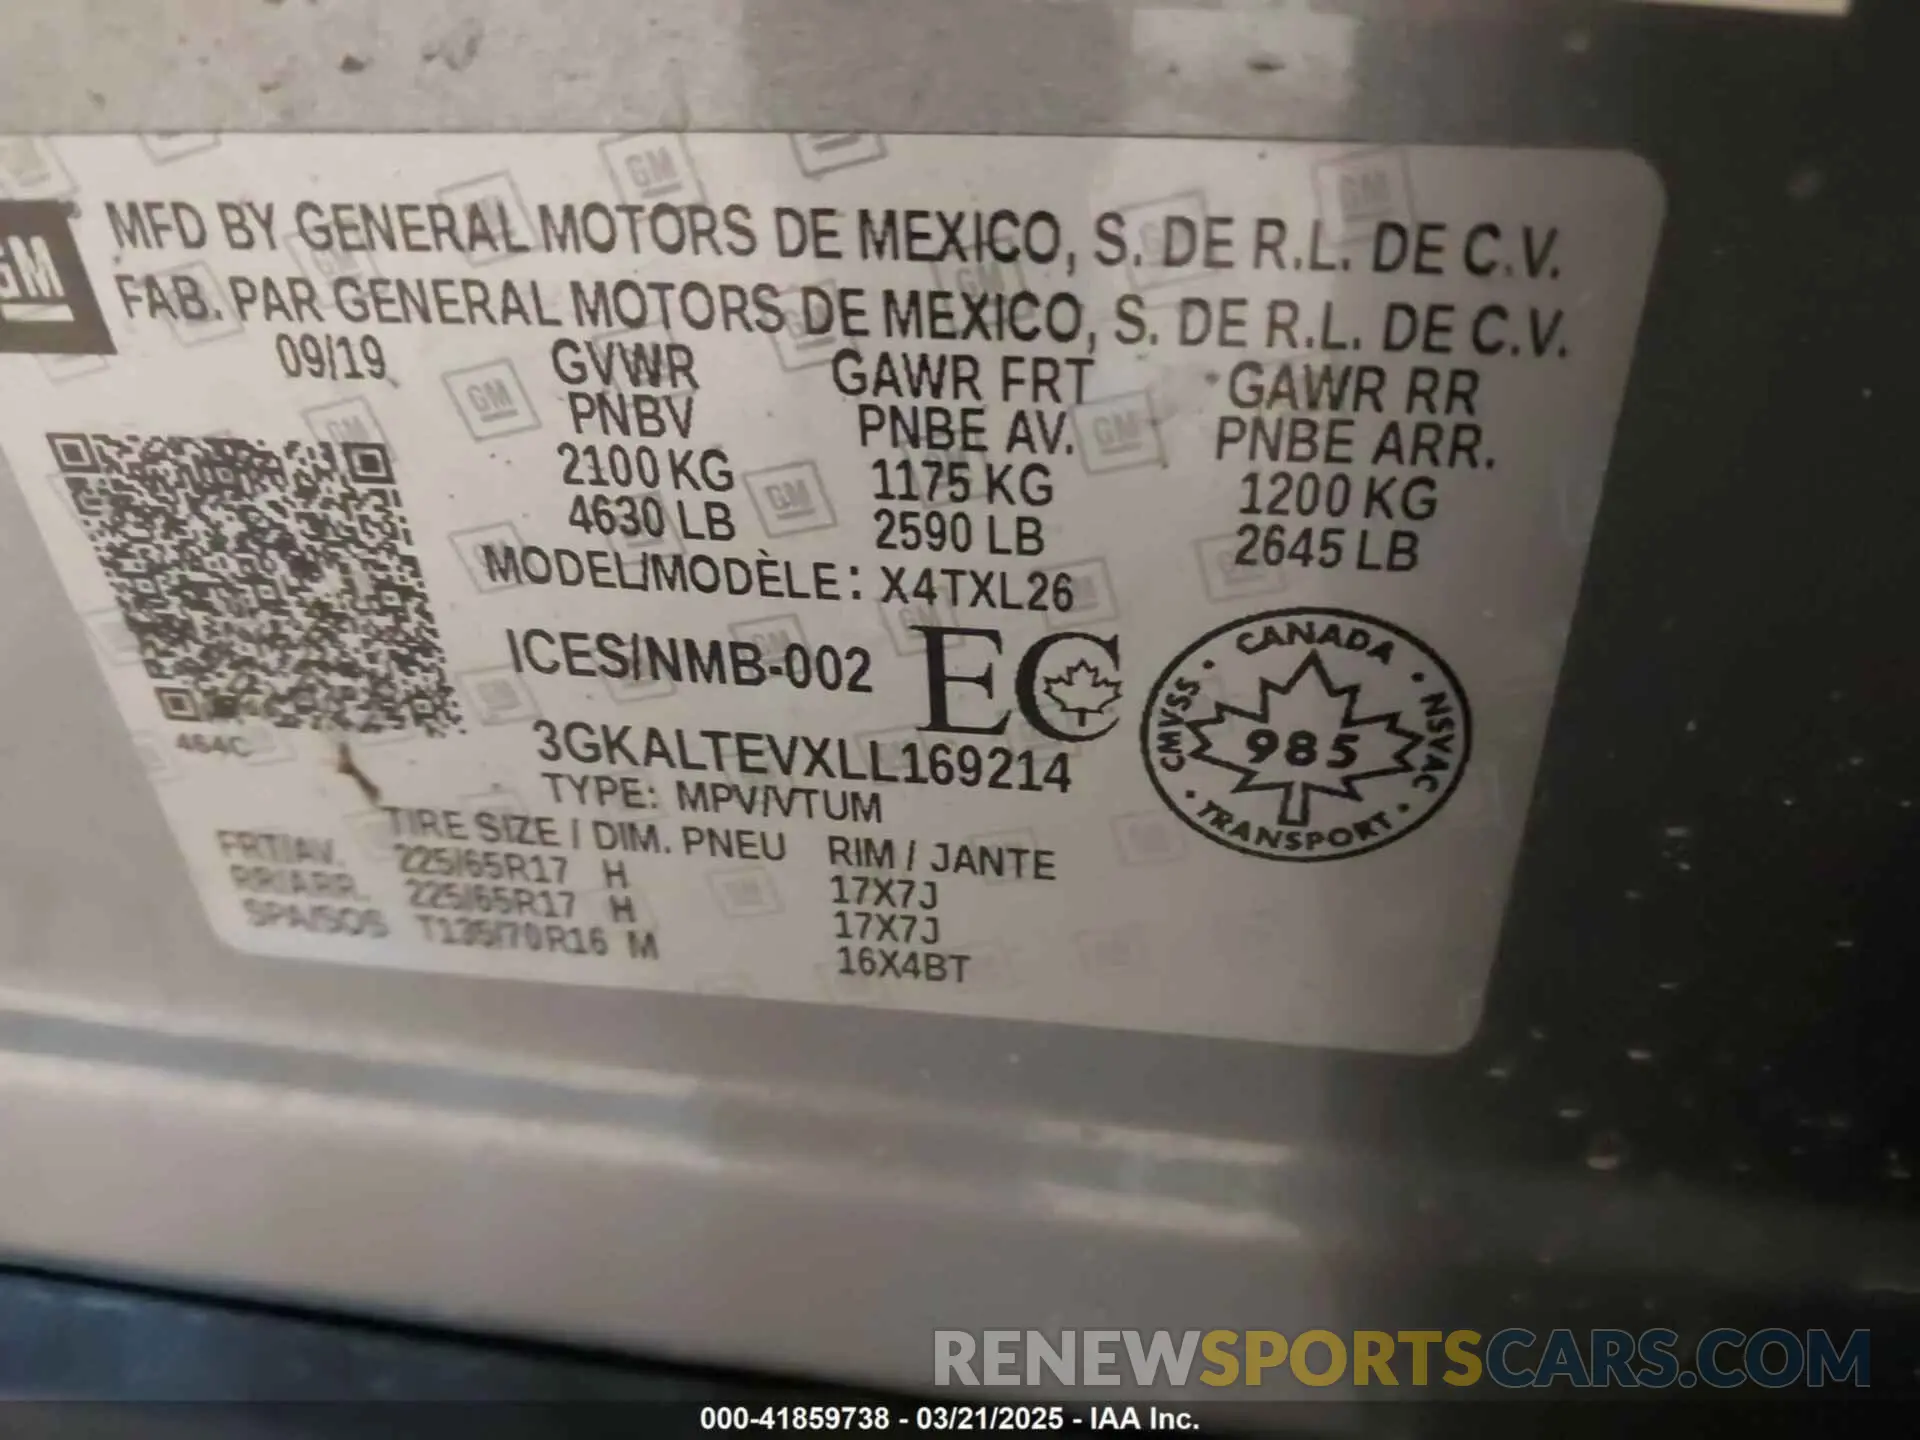 GM
MFD BY GENERAL MOTORS DE MEXICO, S. DE R.L. DE C.V.
FAB. PAR GENERAL MOTORS DE MEXICO, S. DE R.L. DE C.V.
09/19 GVWR GAWR FRT GAWR RR
PNBV PNBE AV. PNBE ARR.
2100 KG 1175 KG 1200 KG
4630 LB 2590 LB 2645 LB
MODEL/MODÈLE: X4TXL26
ICES/NMB-002 EC
CANADA
CMVSS • 985 • NSVAC
• TRANSPORT •
464C
3GKALTEVXLL169214
TYPE: MPV/VTUM
TIRE SIZE / DIM. PNEU RIM / JANTE
FRT/AV. 225/65R17 H 17X7J
RR/ARR. 225/65R17 H 17X7J
SPA/SOS T135/70R16 M 16X4BT
RENEWSPORTSCARS.COM
000-41859738 - 03/21/2025 - IAA Inc.